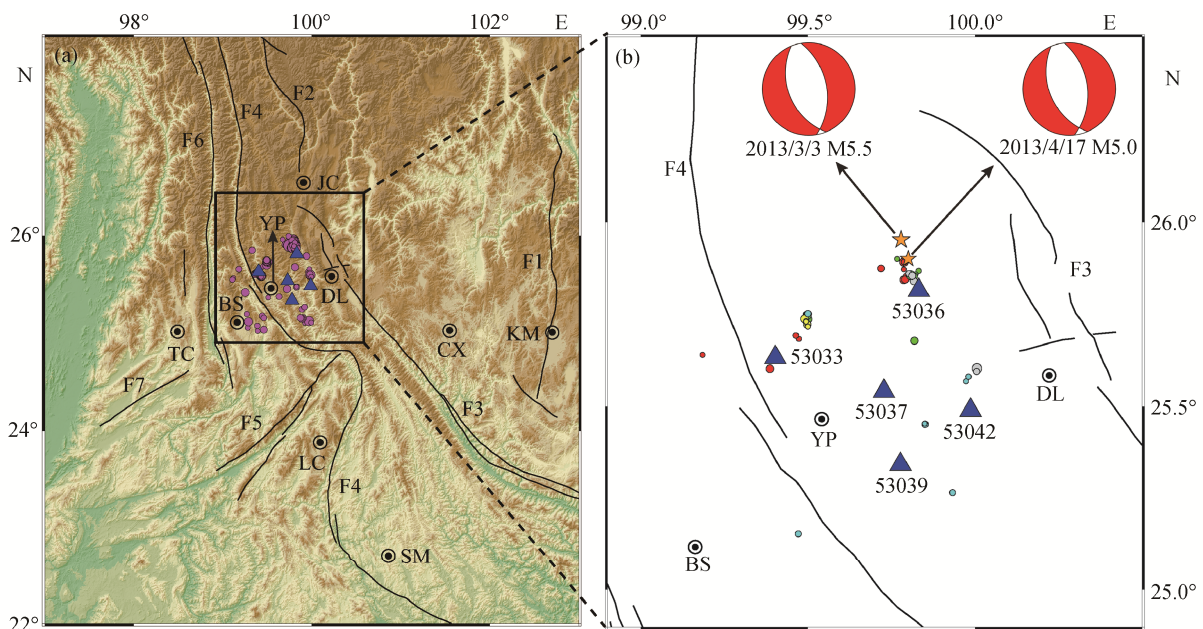 98° 100° 102° E
(a)
N
F2
F4
F6
JC
YP
26°
F1
DL
BS
TC
CX
KM
F7
F3
F5
24°
LC
F4
SM
22°
99.0° 99.5° 100.0° E
(b)
N
2013/3/3 M5.5
2013/4/17 M5.0
F4
26.0°
F3
53036
53033
DL
53037
53042
YP
25.5°
53039
BS
25.0°